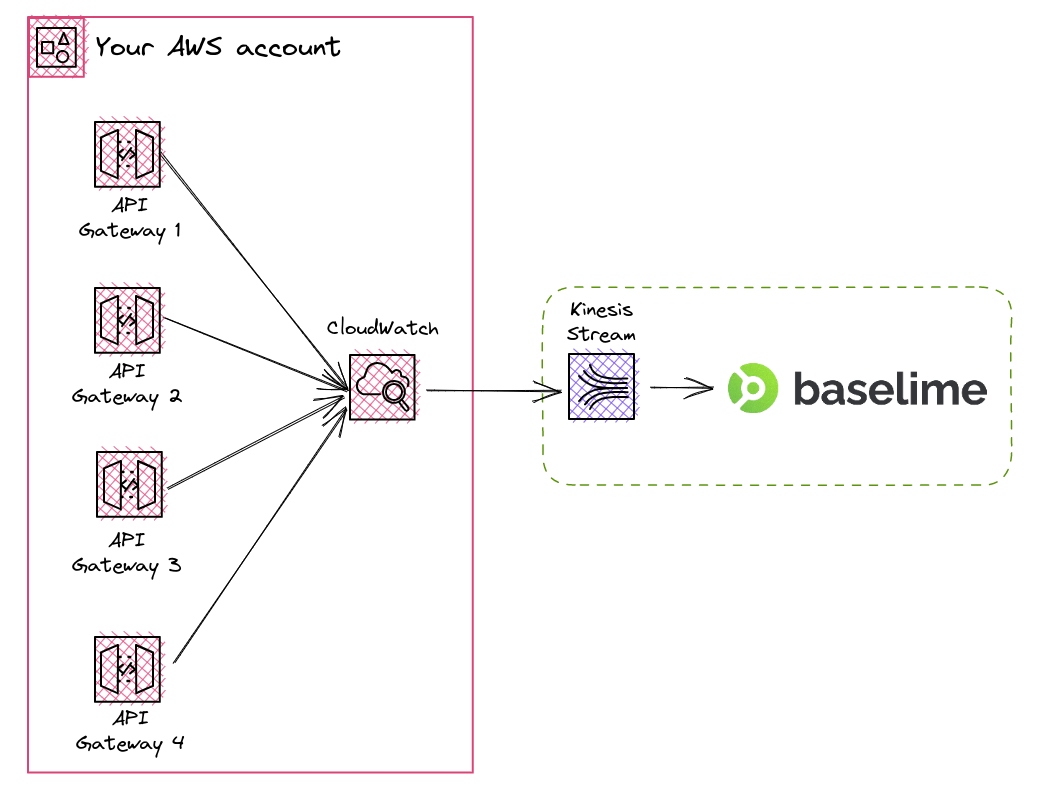 Your AWS account
API
Gateway 1
API
Gateway 2
API
Gateway 3
API
Gateway 4
CloudWatch
Kinesis
Stream
baselime